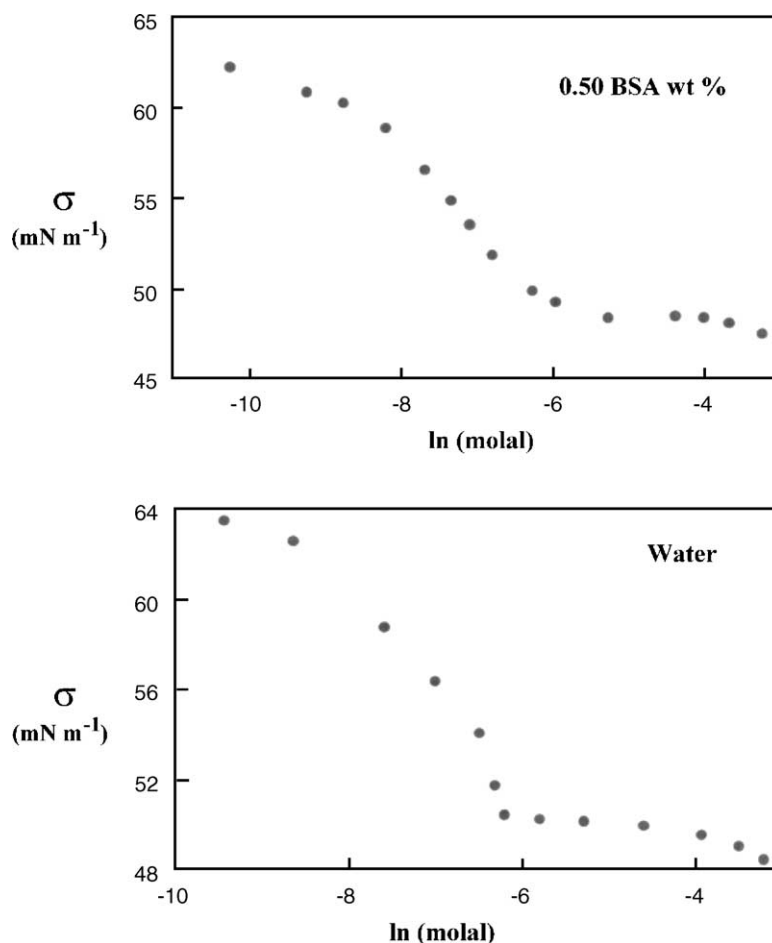 65
60
55
50
45
0.50 BSA wt %
σ
(mN m⁻¹)
-10 -8 -6 -4
ln (molal)
64
60
56
52
48
Water
σ
(mN m⁻¹)
-10 -8 -6 -4
ln (molal)